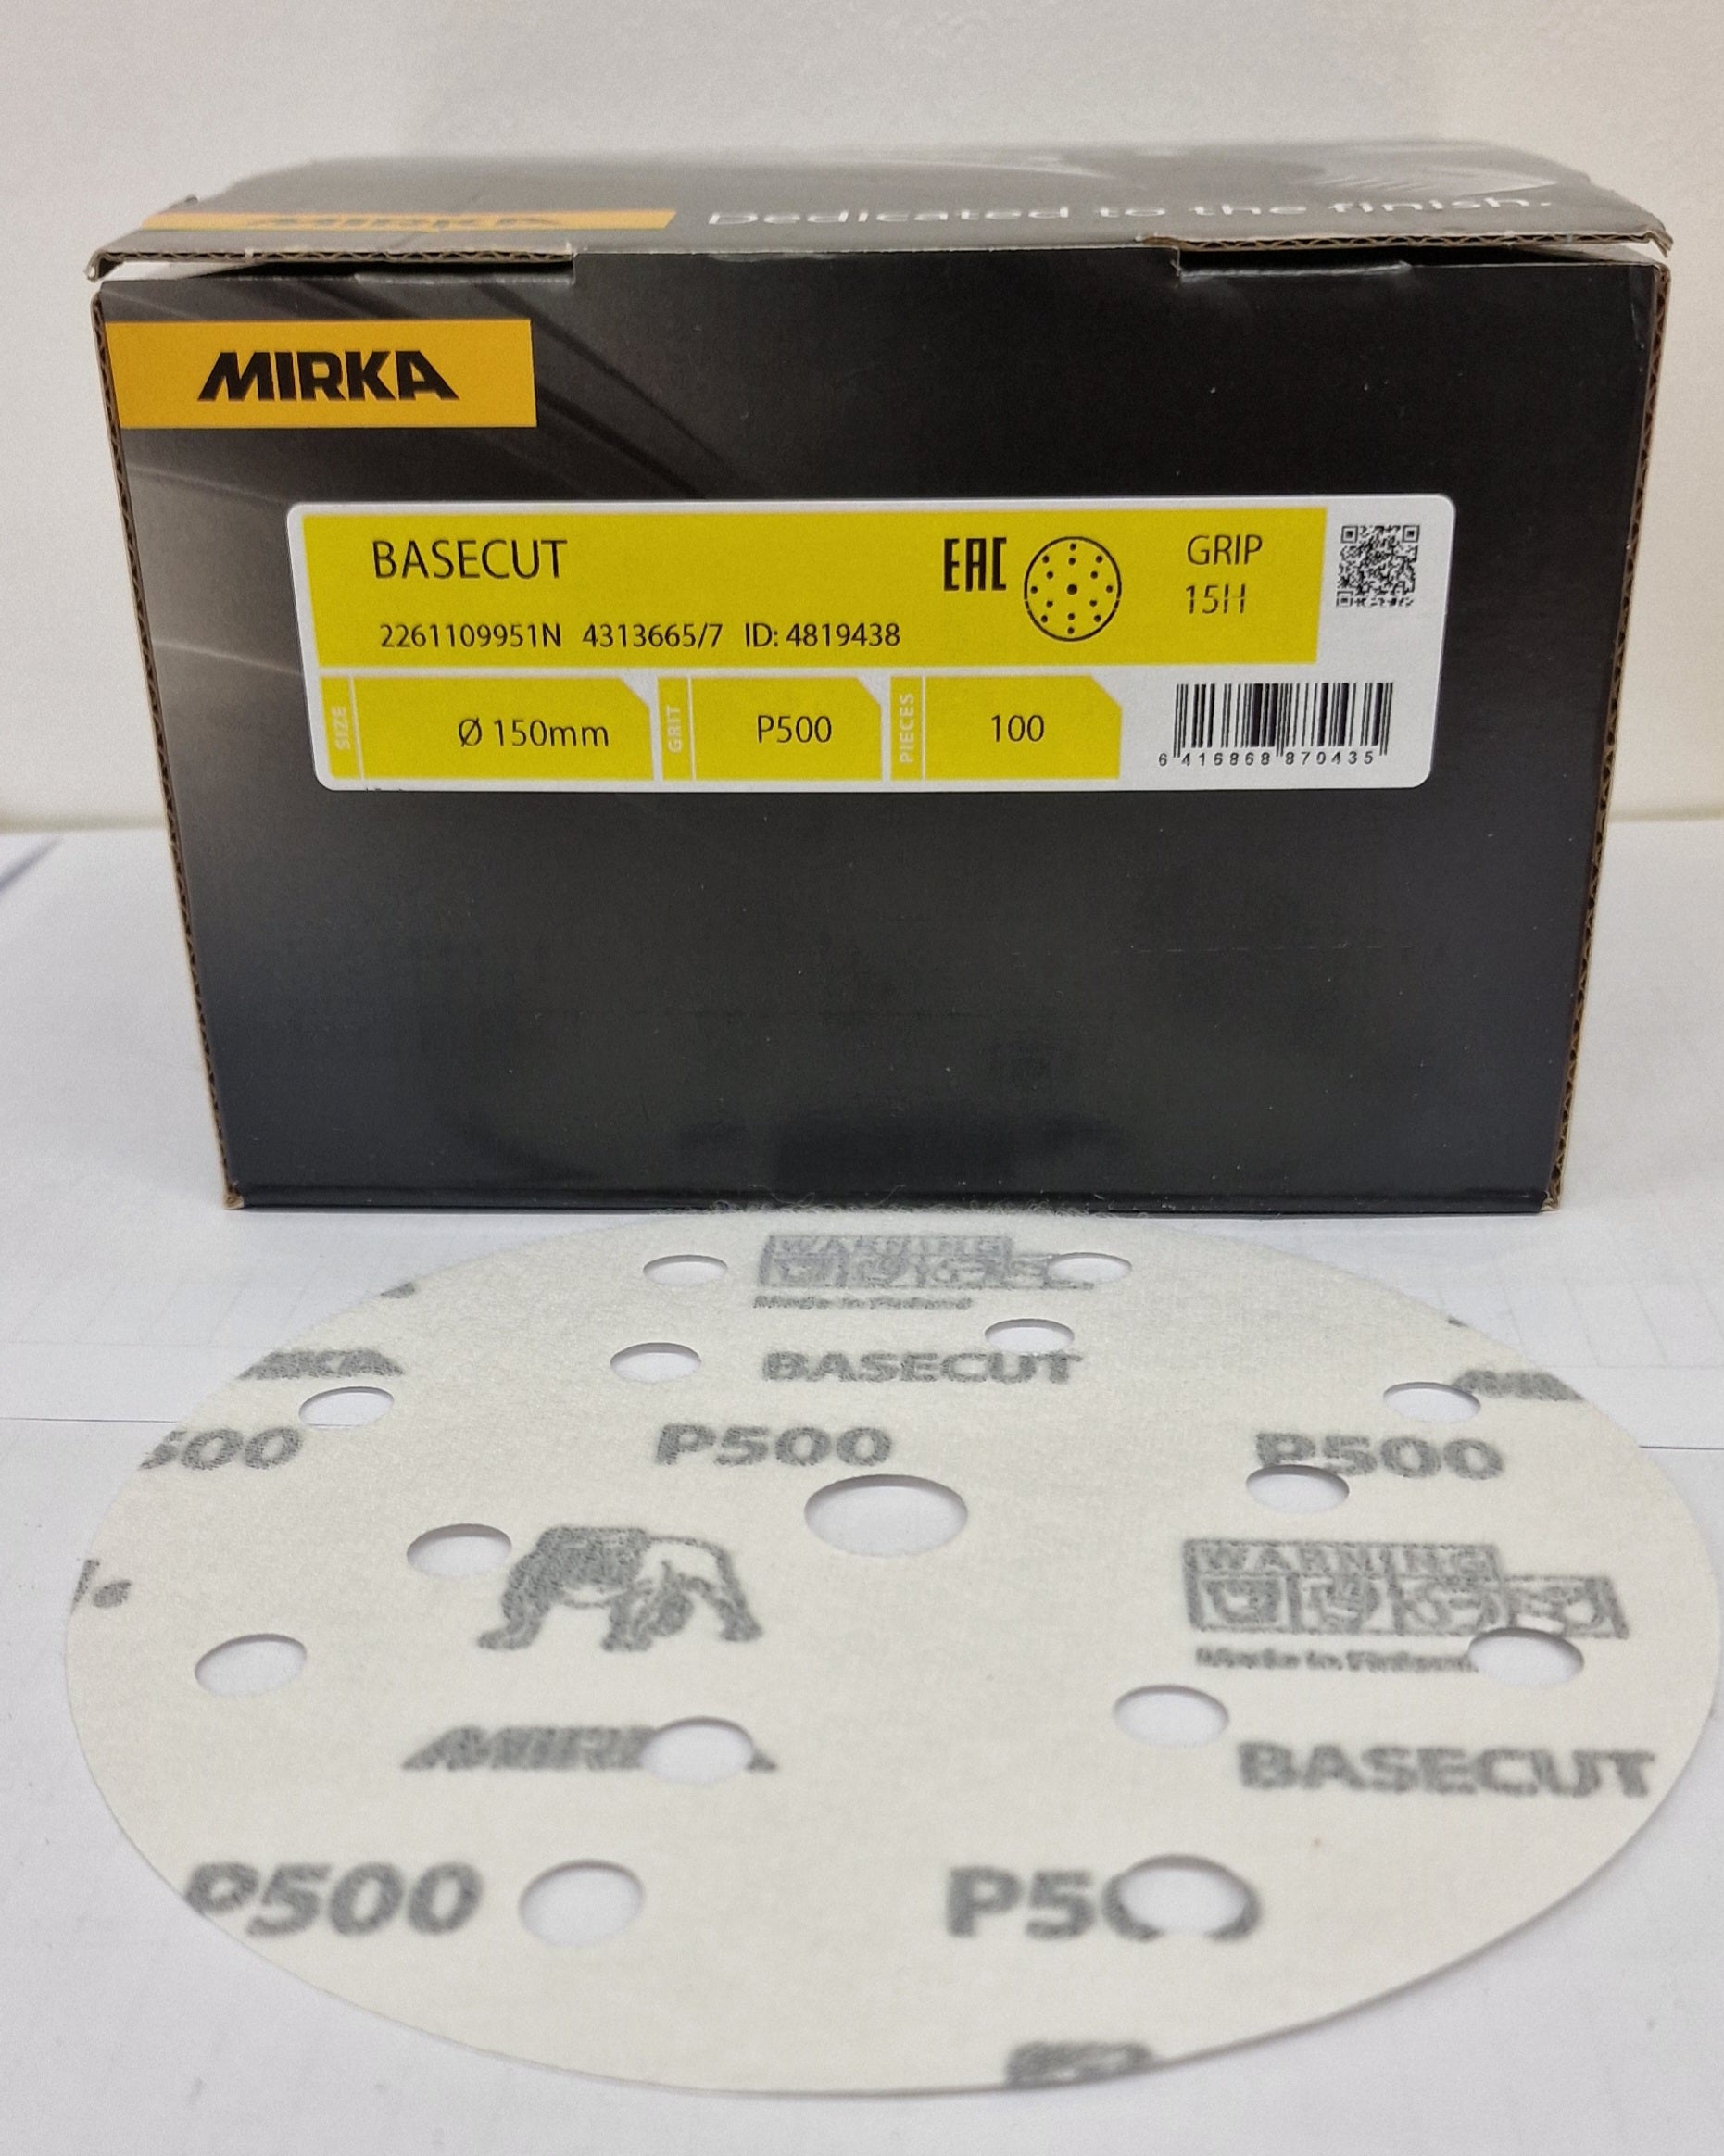 MIRKA
Dedicated to the finish.
MIRKA
BASECUT
EAC
GRIP
15H
2261109951N 4313665/7 ID: 4819438
SIZE
Ø 150mm
GRIT
P500
PIECES
100
6 416868 870435
WARNING
Made in Finland
BASECUT
P500
500
P500
WARNING
Made in Finland
MIRKA
BASECUT
P500
P500